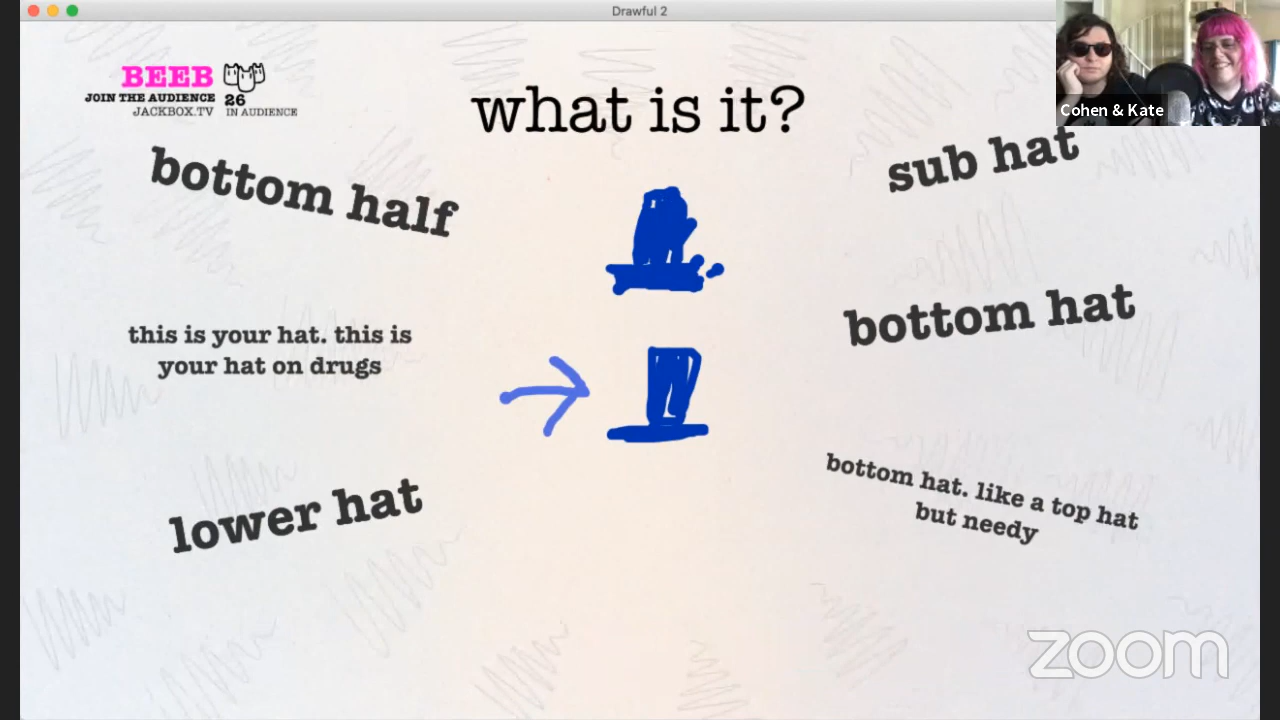 Drawful 2
BEEB
JOIN THE AUDIENCE
JACKBOX.TV
26
IN AUDIENCE
what is it?
Cohen & Kate
bottom half
sub hat
this is your hat. this is
your hat on drugs
bottom hat
lower hat
bottom hat. like a top hat
but needy
zoom